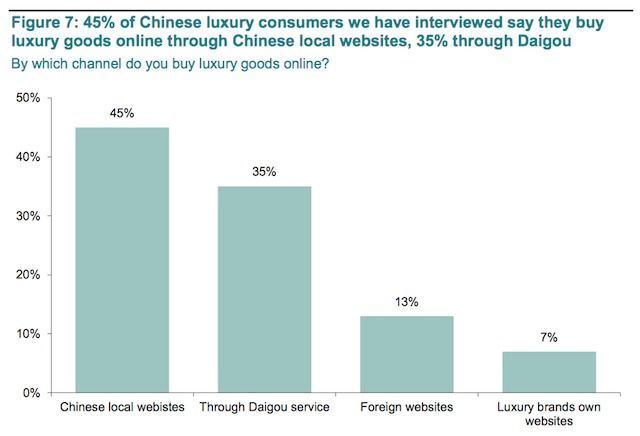 Figure 7: 45% of Chinese luxury consumers we have interviewed say they buy
luxury goods online through Chinese local websites, 35% through Daigou
By which channel do you buy luxury goods online?
50%
40%
30%
20%
10%
0%
45%
35%
13%
7%
Chinese local webistes
Through Daigou service
Foreign websites
Luxury brands own
websites